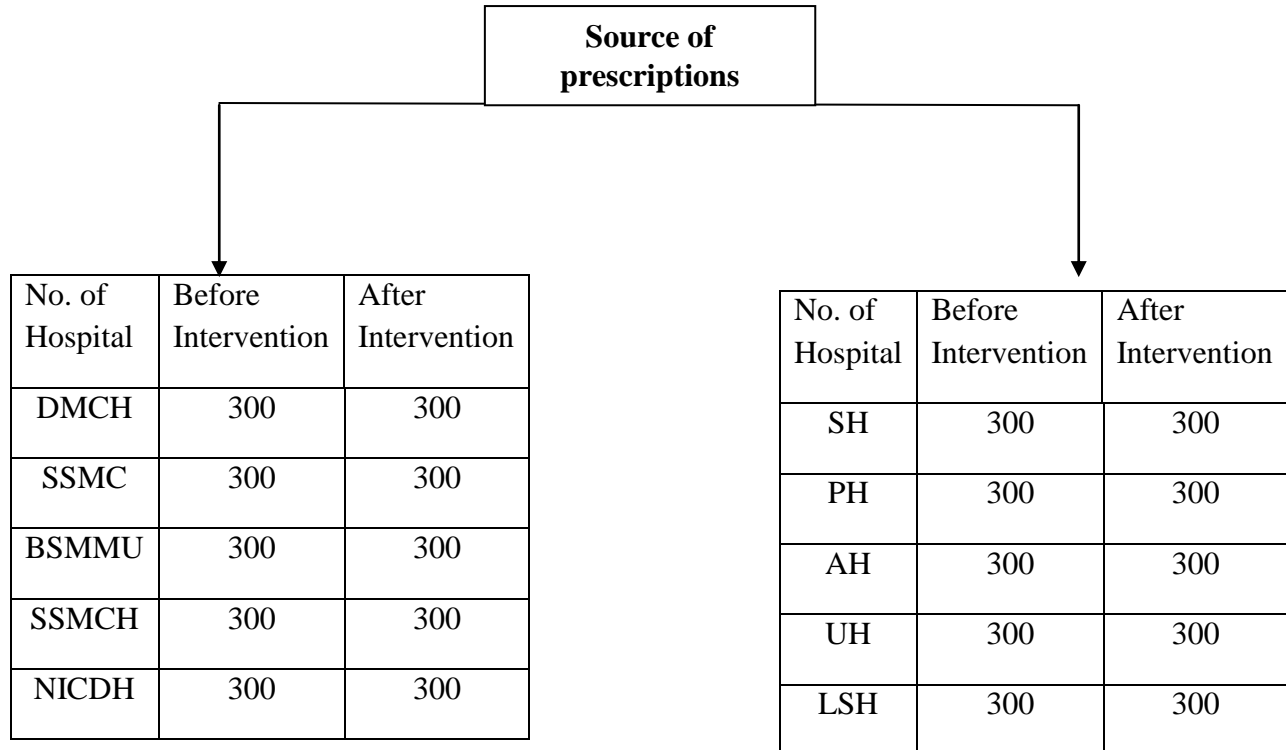 Source of
prescriptions
No. of Hospital Before Intervention After Intervention
DMCH 300 300
SSMC 300 300
BSMMU 300 300
SSMCH 300 300
NICDH 300 300
No. of Hospital Before Intervention After Intervention
SH 300 300
PH 300 300
AH 300 300
UH 300 300
LSH 300 300